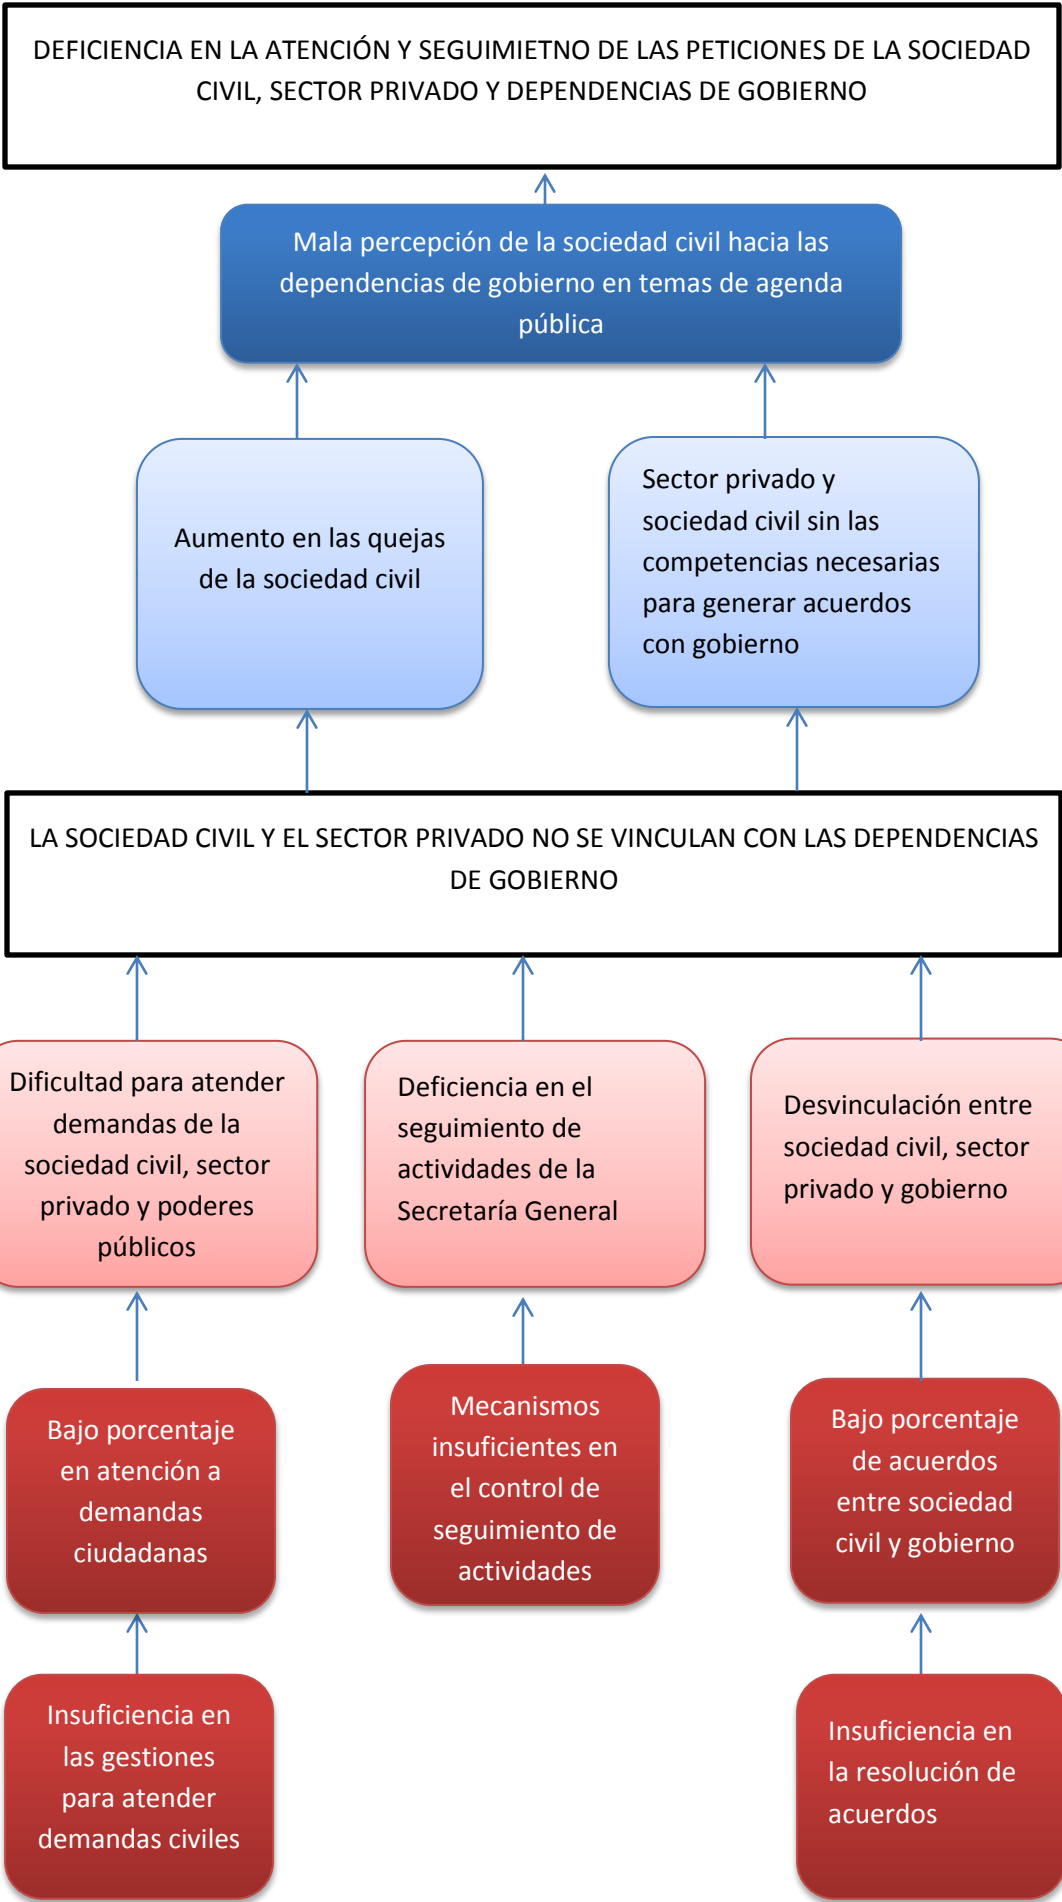 DEFICIENCIA EN LA ATENCIÓN Y SEGUIMIETNO DE LAS PETICIONES DE LA SOCIEDAD
CIVIL, SECTOR PRIVADO Y DEPENDENCIAS DE GOBIERNO
Mala percepción de la sociedad civil hacia las
dependencias de gobierno en temas de agenda
pública
Aumento en las quejas
de la sociedad civil
Sector privado y
sociedad civil sin las
competencias necesarias
para generar acuerdos
con gobierno
LA SOCIEDAD CIVIL Y EL SECTOR PRIVADO NO SE VINCULAN CON LAS DEPENDENCIAS
DE GOBIERNO
Dificultad para atender
demandas de la
sociedad civil, sector
privado y poderes
públicos
Deficiencia en el
seguimiento de
actividades de la
Secretaría General
Desvinculación entre
sociedad civil, sector
privado y gobierno
Bajo porcentaje
en atención a
demandas
ciudadanas
Mecanismos
insuficientes en
el control de
seguimiento de
actividades
Bajo porcentaje
de acuerdos
entre sociedad
civil y gobierno
Insuficiencia en
las gestiones
para atender
demandas civiles
Insuficiencia en
la resolución de
acuerdos